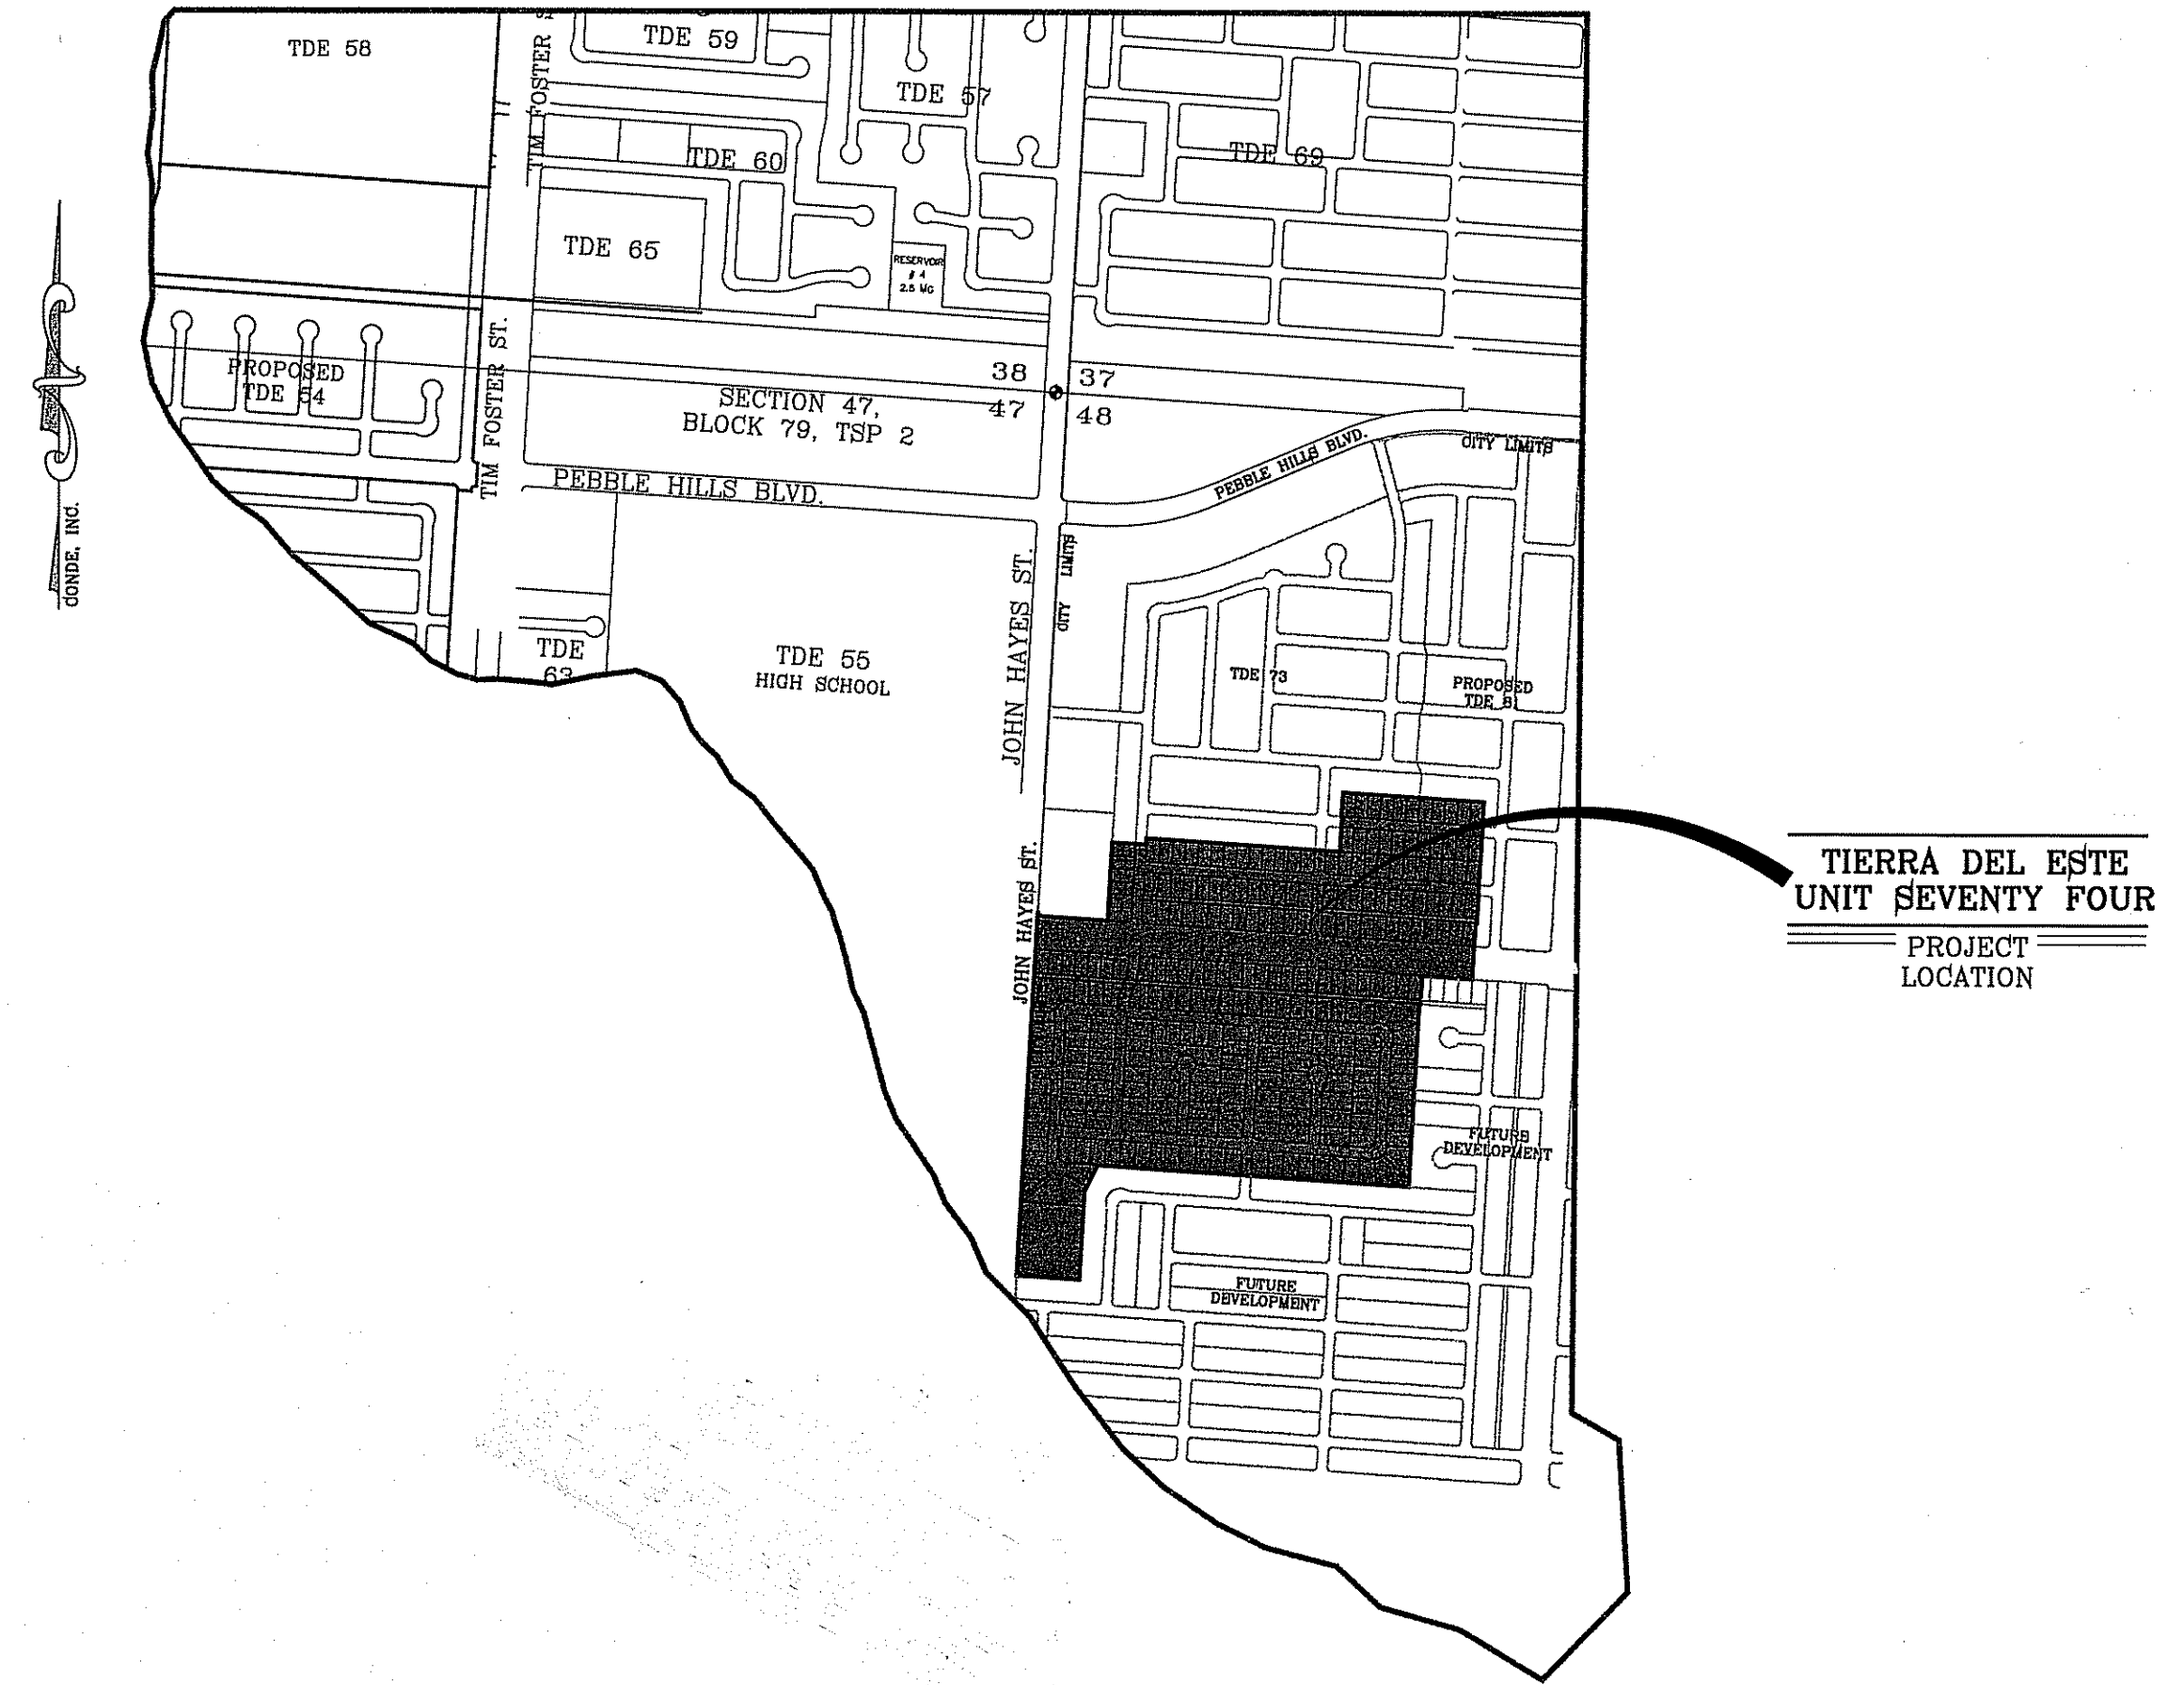 TDE 58
TDE 59
TIM FOSTER
TDE 57
TDE 60
TDE 69
TDE 65
RESERVOIR
# 4
2.5 MG
PROPOSED
TDE 54
TIM FOSTER ST.
38 37
47 48
SECTION 47,
BLOCK 79, TSP 2
PEBBLE HILLS BLVD.
PEBBLE HILLS BLVD.
CITY LIMITS
DONDE, INC.
CITY LIMITS
JOHN HAYES ST.
TDE
63
TDE 55
HIGH SCHOOL
TDE 73
PROPOSED
TDE 8
JOHN HAYES ST.
TIERRA DEL ESTE
UNIT SEVENTY FOUR
PROJECT
LOCATION
FUTURE
DEVELOPMENT
FUTURE
DEVELOPMENT